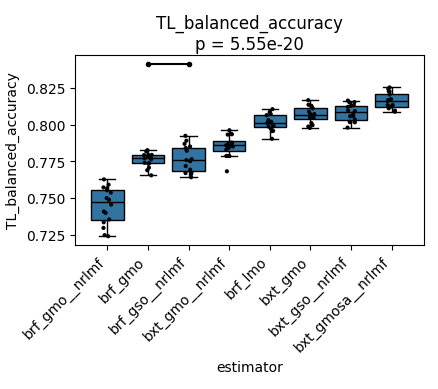 TL_balanced_accuracy
p = 5.55e-20
TL_balanced_accuracy
0.825
0.800
0.775
0.750
0.725
brf_gmo__nrlmf
brf_gmo
brf_gso__nrlmf
bxt_gmo__nrlmf
brf_lmo
bxt_gmo
bxt_gso__nrlmf
bxt_gmosa__nrlmf
estimator